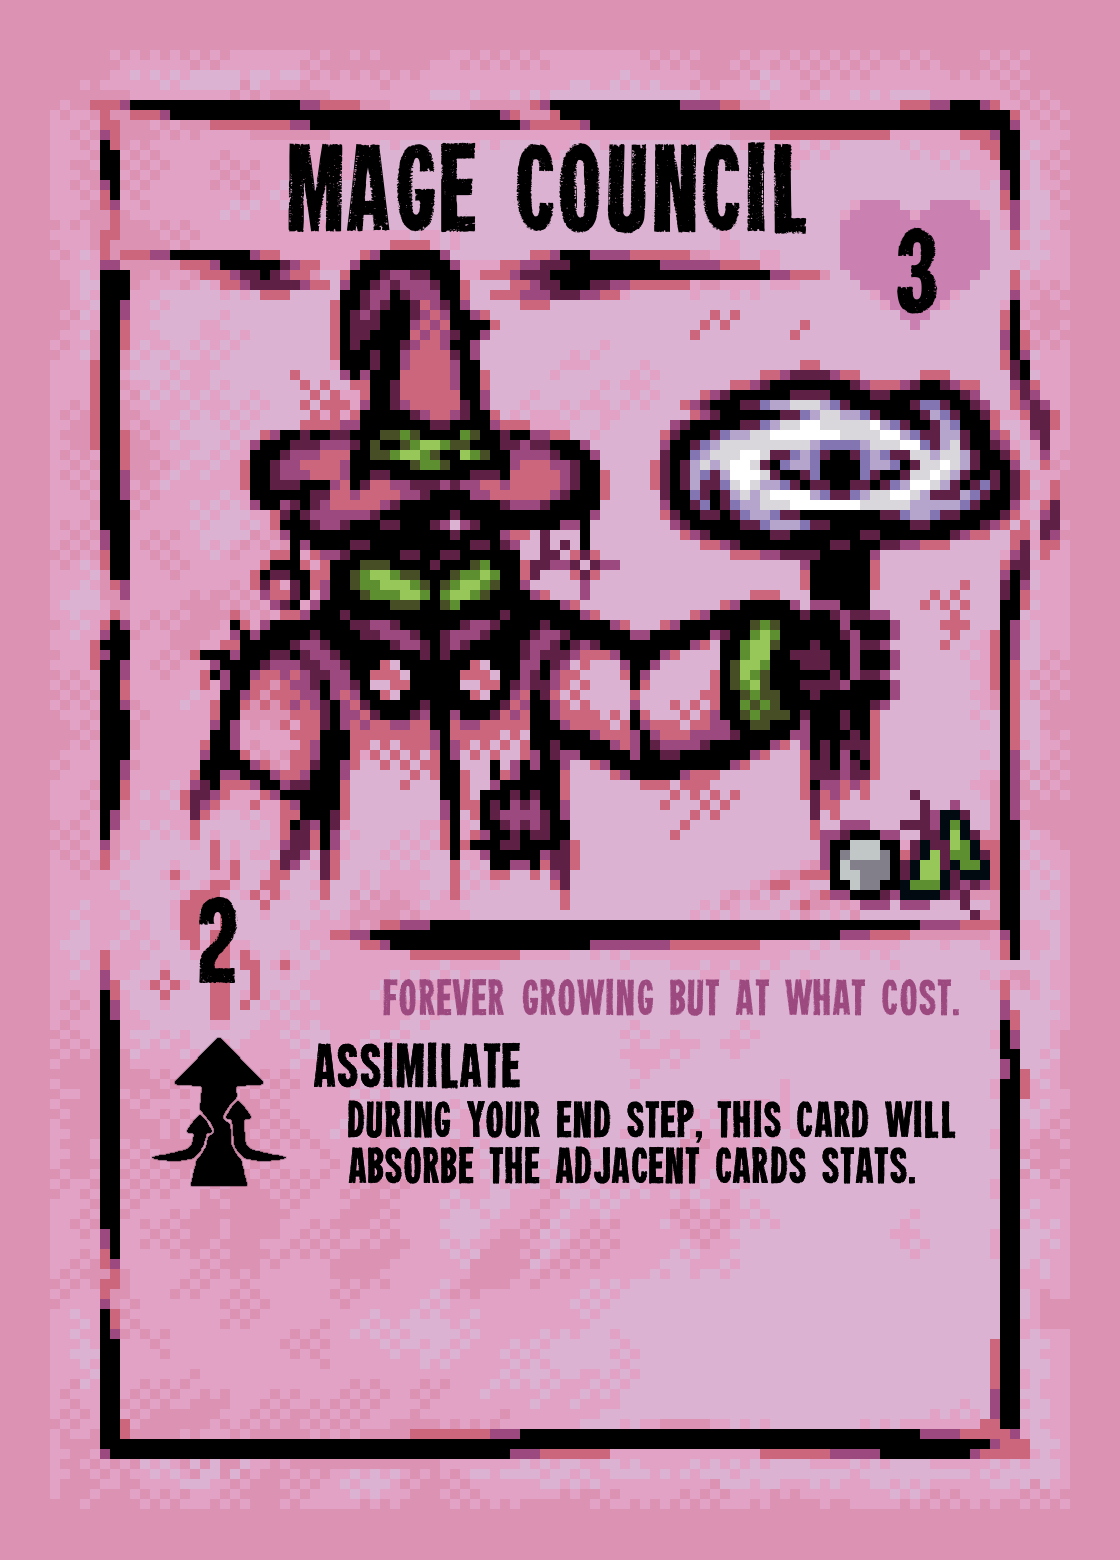 MAGE COUNCIL
3
2
FOREVER GROWING BUT AT WHAT COST.
ASSIMILATE
DURING YOUR END STEP, THIS CARD WILL
ABSORBE THE ADJACENT CARDS STATS.